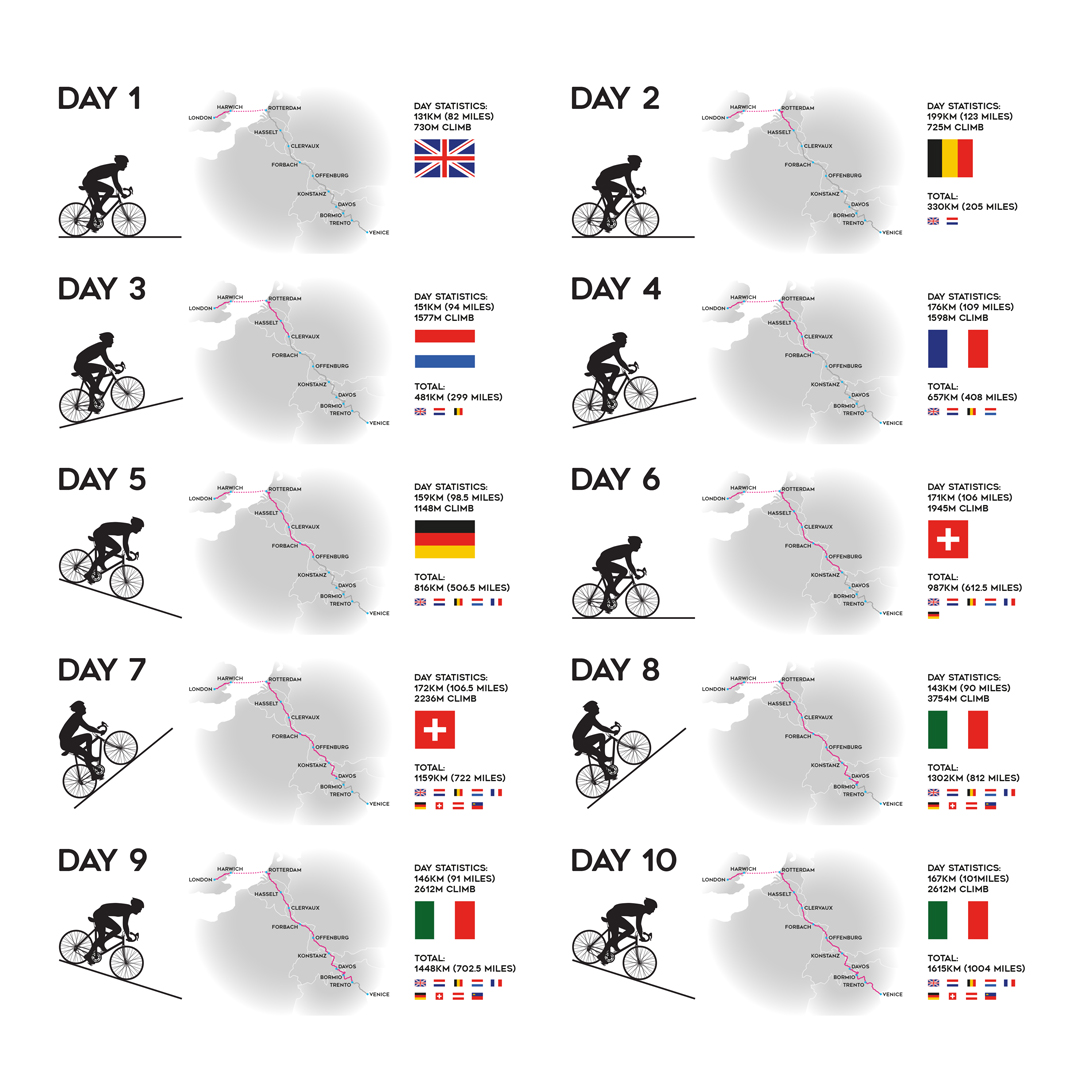 DAY 1
HARWICH
ROTTERDAM
LONDON
HASSELT
CLERVAUX
FORBACH
OFFENBURG
KONSTANZ
DAVOS
BORMIO
TRENTO
VENICE
DAY STATISTICS:
131KM (82 MILES)
730M CLIMB
DAY 2
HARWICH
ROTTERDAM
LONDON
HASSELT
CLERVAUX
FORBACH
OFFENBURG
KONSTANZ
DAVOS
BORMIO
TRENTO
VENICE
DAY STATISTICS:
199KM (123 MILES)
725M CLIMB
TOTAL:
330KM (205 MILES)
DAY 3
HARWICH
ROTTERDAM
LONDON
HASSELT
CLERVAUX
FORBACH
OFFENBURG
KONSTANZ
DAVOS
BORMIO
TRENTO
VENICE
DAY STATISTICS:
151KM (94 MILES)
1577M CLIMB
TOTAL:
481KM (299 MILES)
DAY 4
HARWICH
ROTTERDAM
LONDON
HASSELT
CLERVAUX
FORBACH
OFFENBURG
KONSTANZ
DAVOS
BORMIO
TRENTO
VENICE
DAY STATISTICS:
176KM (109 MILES)
1598M CLIMB
TOTAL:
657KM (408 MILES)
DAY 5
HARWICH
ROTTERDAM
LONDON
HASSELT
CLERVAUX
FORBACH
OFFENBURG
KONSTANZ
DAVOS
BORMIO
TRENTO
VENICE
DAY STATISTICS:
159KM (98.5 MILES)
1148M CLIMB
TOTAL:
816KM (506.5 MILES)
DAY 6
HARWICH
ROTTERDAM
LONDON
HASSELT
CLERVAUX
FORBACH
OFFENBURG
KONSTANZ
DAVOS
BORMIO
TRENTO
VENICE
DAY STATISTICS:
171KM (106 MILES)
1945M CLIMB
TOTAL:
987KM (612.5 MILES)
DAY 7
HARWICH
ROTTERDAM
LONDON
HASSELT
CLERVAUX
FORBACH
OFFENBURG
KONSTANZ
DAVOS
BORMIO
TRENTO
VENICE
DAY STATISTICS:
172KM (106.5 MILES)
2236M CLIMB
TOTAL:
1159KM (722 MILES)
DAY 8
HARWICH
ROTTERDAM
LONDON
HASSELT
CLERVAUX
FORBACH
OFFENBURG
KONSTANZ
DAVOS
BORMIO
TRENTO
VENICE
DAY STATISTICS:
143KM (90 MILES)
3754M CLIMB
TOTAL:
1302KM (812 MILES)
DAY 9
HARWICH
ROTTERDAM
LONDON
HASSELT
CLERVAUX
FORBACH
OFFENBURG
KONSTANZ
DAVOS
BORMIO
TRENTO
VENICE
DAY STATISTICS:
146KM (91 MILES)
2612M CLIMB
TOTAL:
1448KM (702.5 MILES)
DAY 10
HARWICH
ROTTERDAM
LONDON
HASSELT
CLERVAUX
FORBACH
OFFENBURG
KONSTANZ
DAVOS
BORMIO
TRENTO
VENICE
DAY STATISTICS:
167KM (101MILES)
2612M CLIMB
TOTAL:
1615KM (1004 MILES)